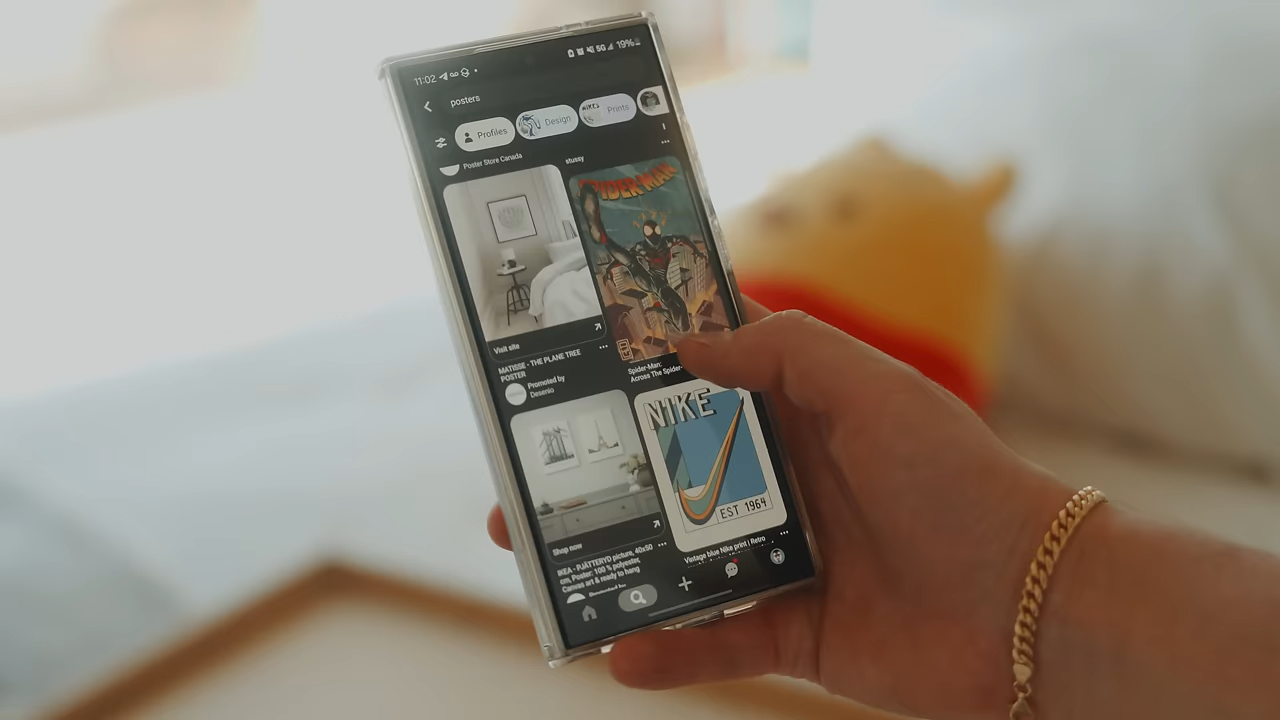 11:02
5G 19%
posters
Profiles
Design
NIKE
Prints
Poster Store Canada
stussy
SPIDER-MAN
Visit site
MATISSE - THE PLANE TREE
POSTER
Promoted by
Desenio
Spider-Man:
Across The Spider-
NIKE
EST 1964
Shop now
IKEA - PJÄTTERYD picture, 40x50
cm, Poster: 100 % polyester,
Canvas art & ready to hang
Vintage blue Nike print | Retro